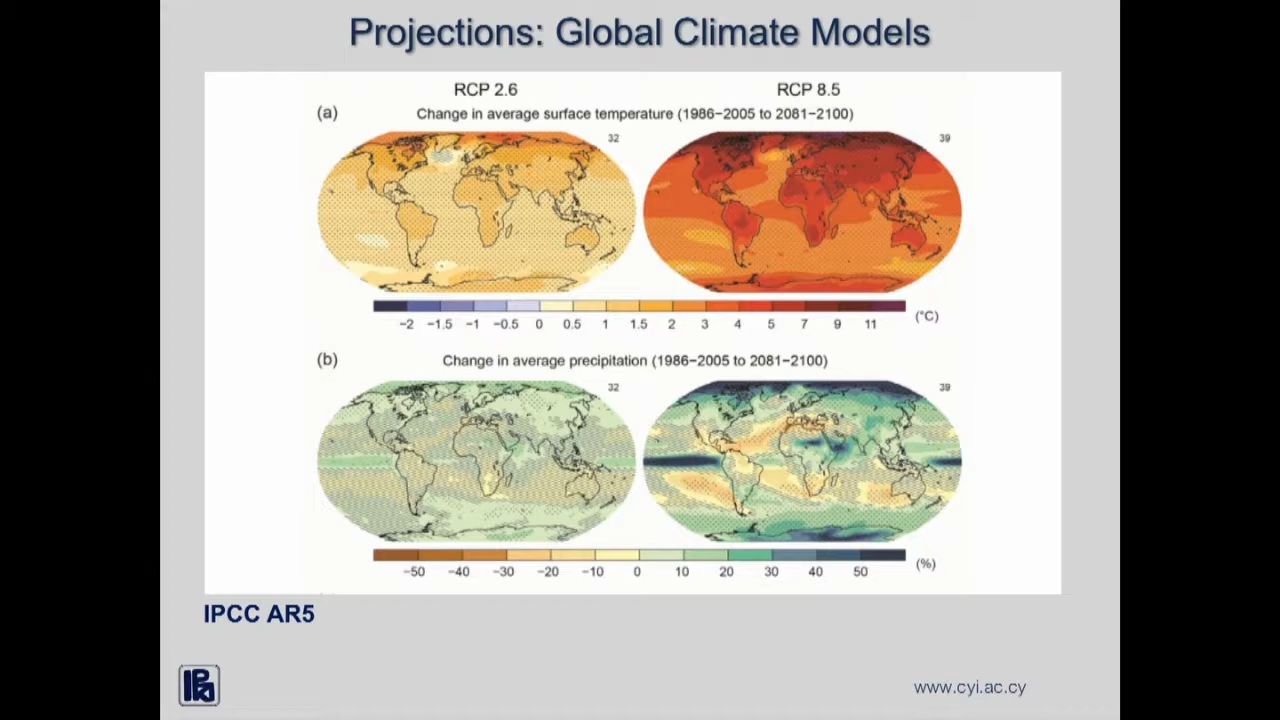 Projections: Global Climate Models
RCP 2.6
RCP 8.5
(a)
Change in average surface temperature (1986−2005 to 2081−2100)
32
39
−2 −1.5 −1 −0.5 0 0.5 1 1.5 2 3 4 5 7 9 11
(°C)
(b)
Change in average precipitation (1986−2005 to 2081−2100)
32
39
−50 −40 −30 −20 −10 0 10 20 30 40 50
(%)
IPCC AR5
www.cyi.ac.cy